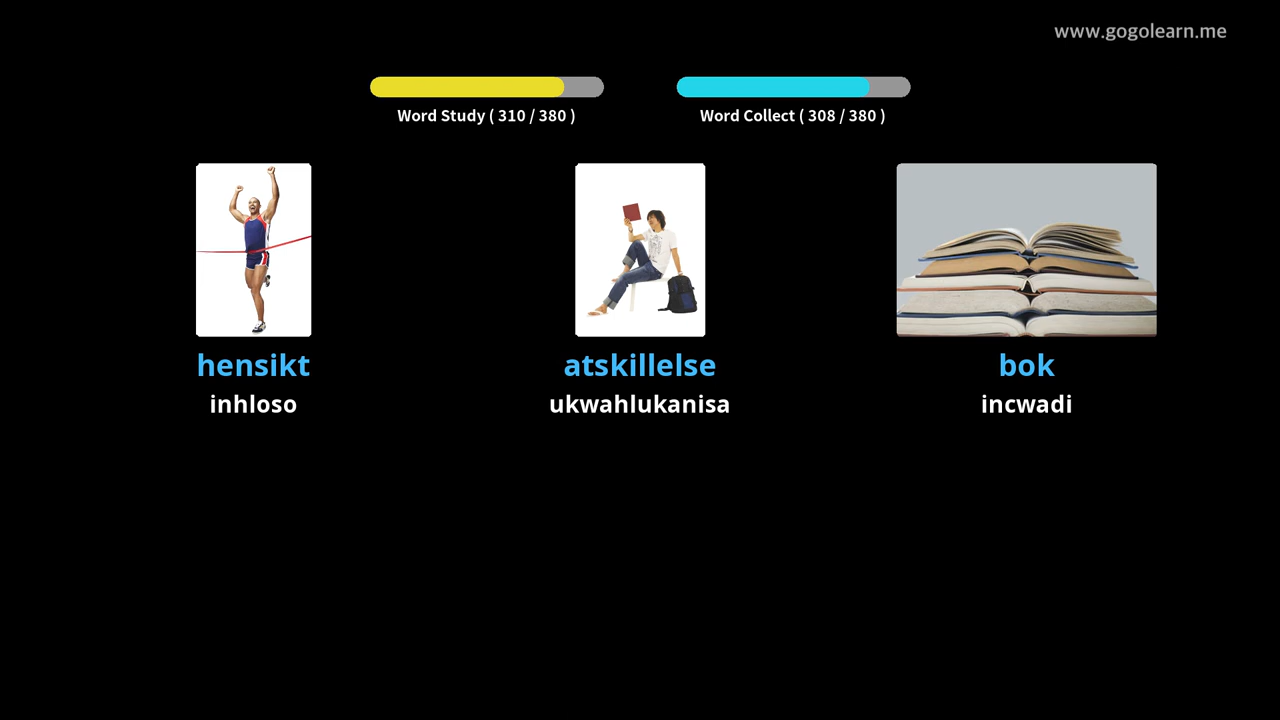 www.gogolearn.me
Word Study ( 310 / 380 )
Word Collect ( 308 / 380 )
hensikt
inhloso
atskillelse
ukwahlukanisa
bok
incwadi